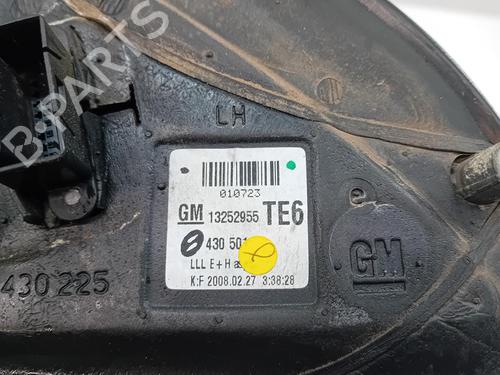 LH
010723
GM 13252955 TE6
430 501
LLL E+H
K:F 2008.02.27 3:38:28
430 225
e
GM
B-PARTS